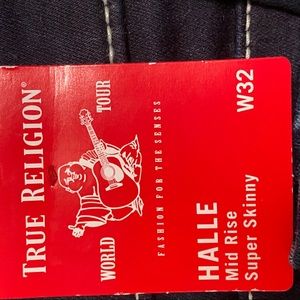 TRUE RELIGION®
WORLD TOUR
FASHION FOR THE SENSES
HALLE
Mid Rise
Super Skinny
W32